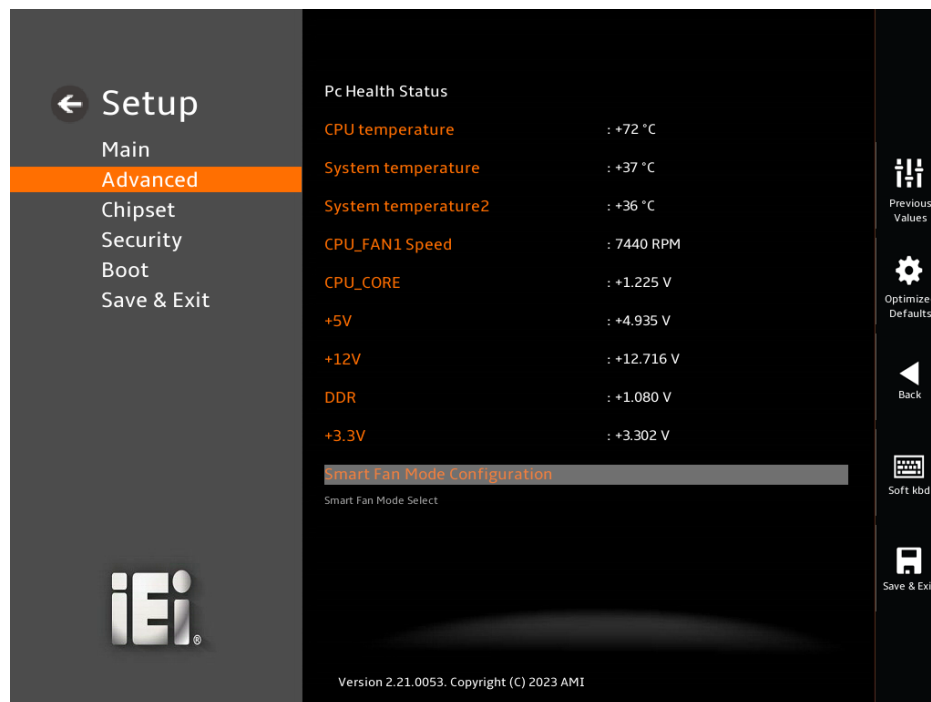 Setup
Main
Advanced
Chipset
Security
Boot
Save & Exit
Pc Health Status
CPU temperature : +72 °C
System temperature : +37 °C
System temperature2 : +36 °C
CPU_FAN1 Speed : 7440 RPM
CPU_CORE : +1.225 V
+5V : +4.935 V
+12V : +12.716 V
DDR : +1.080 V
+3.3V : +3.302 V
Smart Fan Mode Configuration
Smart Fan Mode Select
Previous
Values
Optimize
Defaults
Back
Soft kbd
Save & Exi
iEi®
Version 2.21.0053. Copyright (C) 2023 AMI